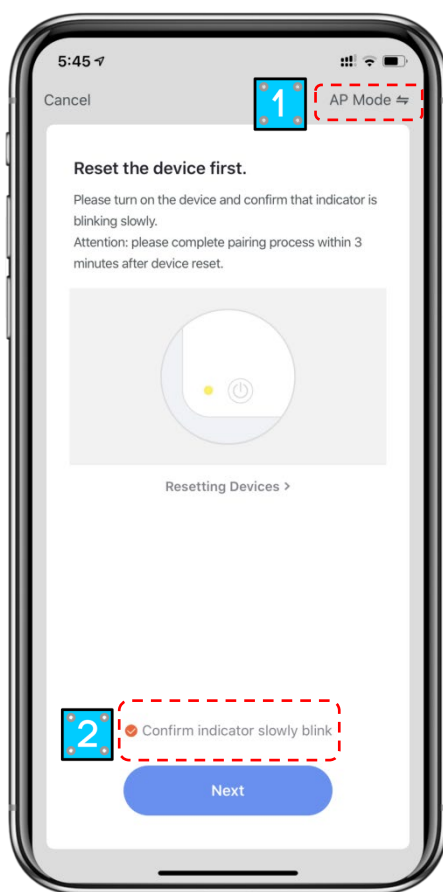 5:45
Cancel
1
AP Mode
Reset the device first.
Please turn on the device and confirm that indicator is
blinking slowly.
Attention: please complete pairing process within 3
minutes after device reset.
Resetting Devices >
2
Confirm indicator slowly blink
Next